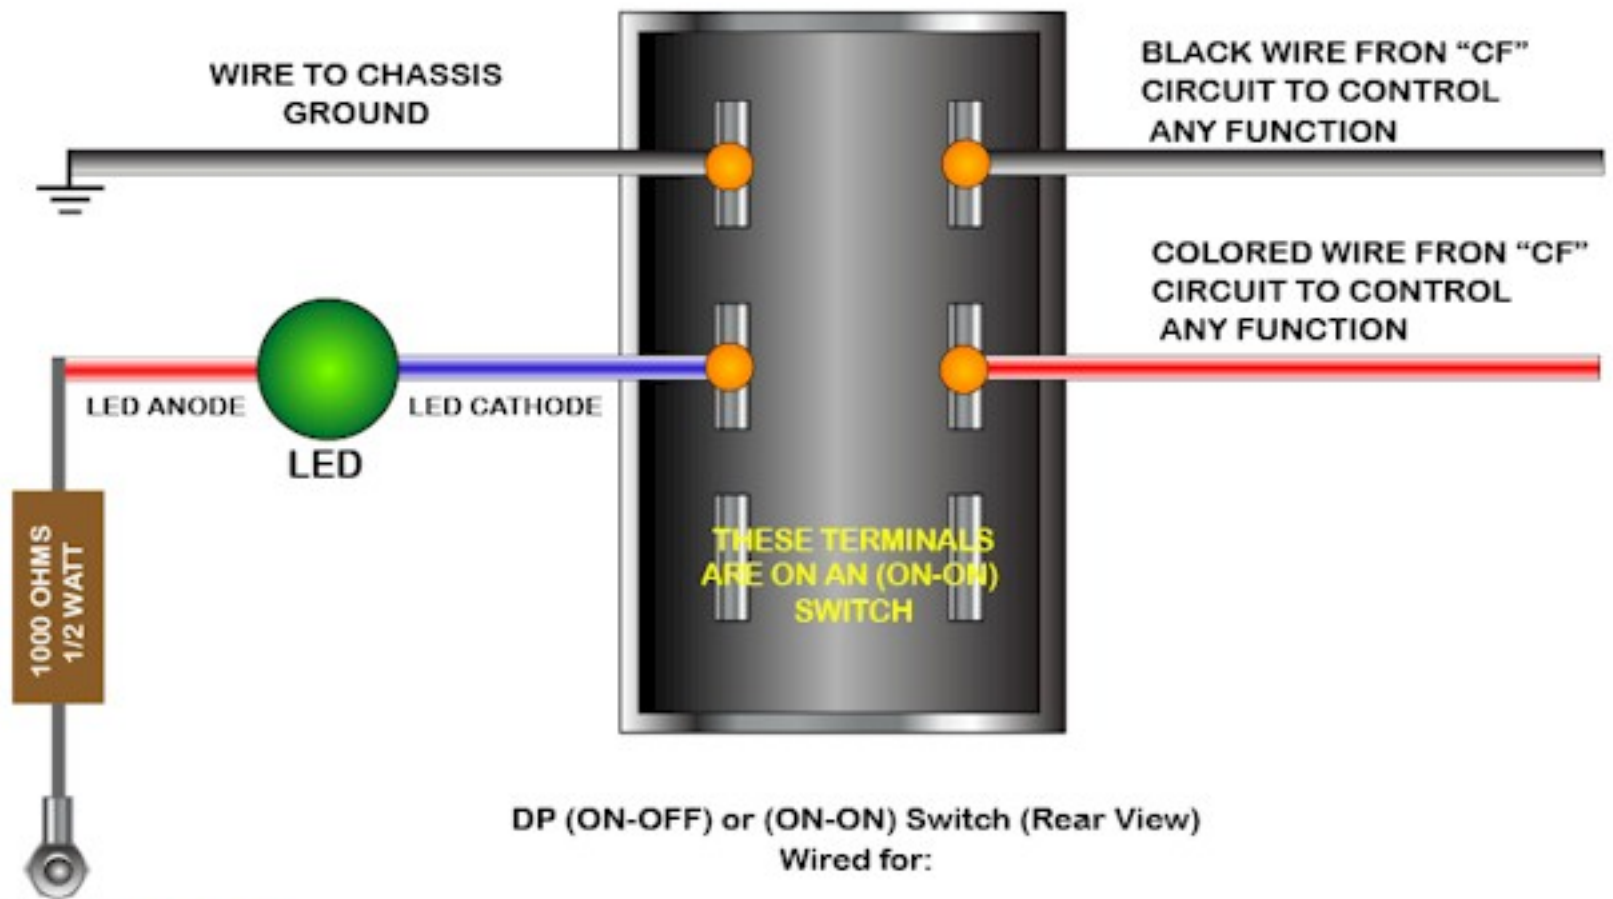 WIRE TO CHASSIS
GROUND
BLACK WIRE FRON “CF”
CIRCUIT TO CONTROL
ANY FUNCTION
COLORED WIRE FRON “CF”
CIRCUIT TO CONTROL
ANY FUNCTION
LED ANODE
LED CATHODE
LED
1000 OHMS
1/2 WATT
THESE TERMINALS
ARE ON AN (ON-ON)
SWITCH
DP (ON-OFF) or (ON-ON) Switch (Rear View)
Wired for: